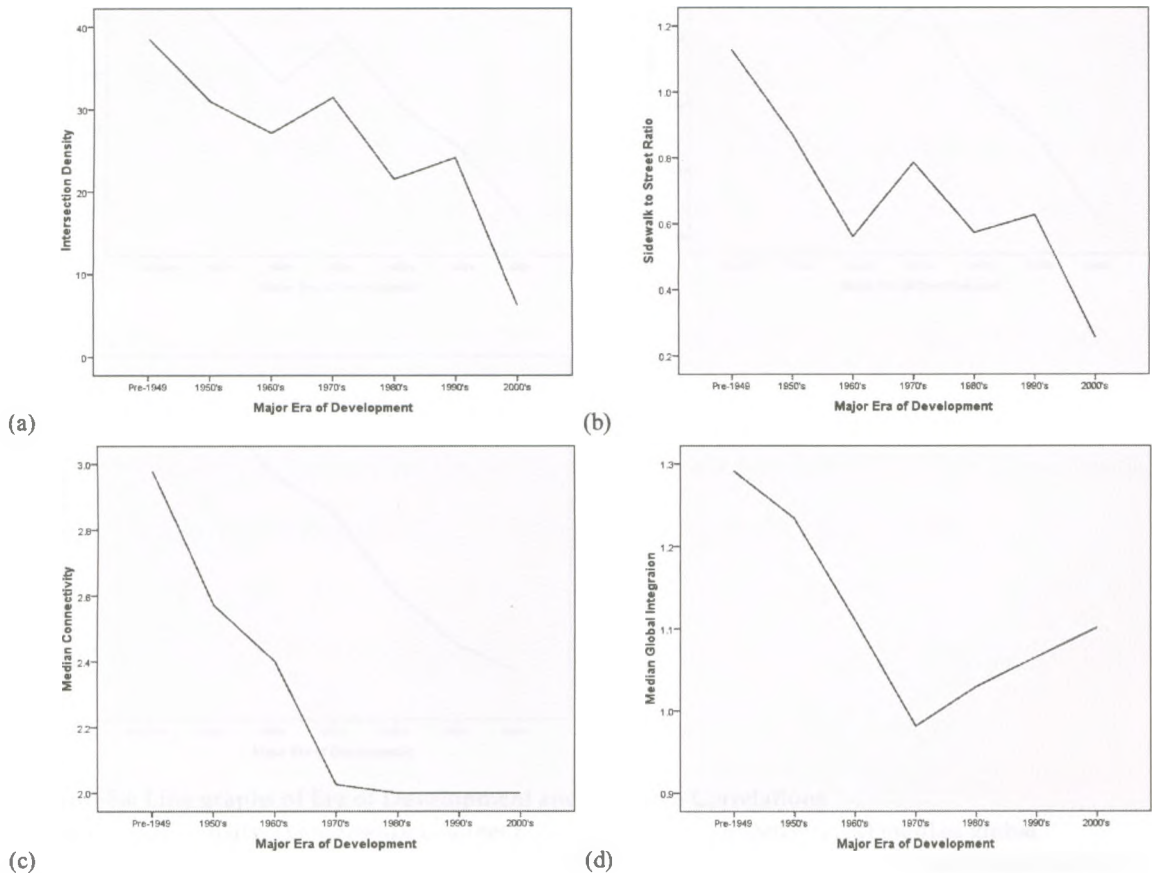 40
30
20
10
0
Intersection Density
Pre-1949 1950's 1960's 1970's 1980's 1990's 2000's
Major Era of Development
(a)
1.2
1.0
0.8
0.6
0.4
0.2
Sidewalk to Street Ratio
Pre-1949 1950's 1960's 1970's 1980's 1990's 2000's
Major Era of Development
(b)
3.0
2.8
2.6
2.4
2.2
2.0
Median Connectivity
Pre-1949 1950's 1960's 1970's 1980's 1990's 2000's
Major Era of Development
(c)
1.3
1.2
1.1
1.0
0.9
Median Global Integraion
Pre-1949 1950's 1960's 1970's 1980's 1990's 2000's
Major Era of Development
(d)